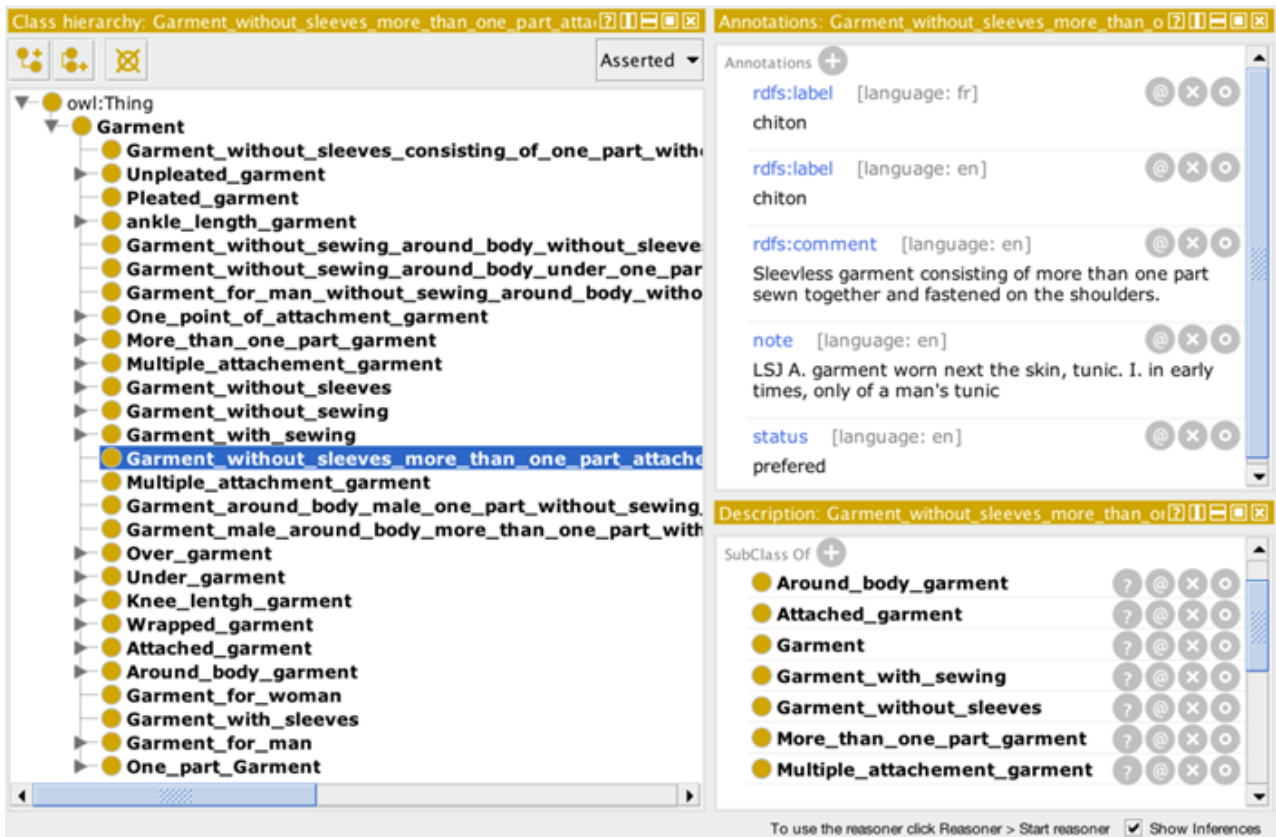 Class hierarchy: Garment_without_sleeves_more_than_one_part_atta
Asserted
owl:Thing
Garment
Garment_without_sleeves_consisting_of_one_part_with
Unpleated_garment
Pleated_garment
ankle_length_garment
Garment_without_sewing_around_body_without_sleeve
Garment_without_sewing_around_body_under_one_par
Garment_for_man_without_sewing_around_body_witho
One_point_of_attachment_garment
More_than_one_part_garment
Multiple_attachement_garment
Garment_without_sleeves
Garment_without_sewing
Garment_with_sewing
Garment_without_sleeves_more_than_one_part_attache
Multiple_attachment_garment
Garment_around_body_male_one_part_without_sewing_
Garment_male_around_body_more_than_one_part_with
Over_garment
Under_garment
Knee_lentgh_garment
Wrapped_garment
Attached_garment
Around_body_garment
Garment_for_woman
Garment_with_sleeves
Garment_for_man
One_part_Garment
Annotations: Garment_without_sleeves_more_than_o
Annotations
rdfs:label [language: fr]
chiton
rdfs:label [language: en]
chiton
rdfs:comment [language: en]
Sleevless garment consisting of more than one part
sewn together and fastened on the shoulders.
note [language: en]
LSJ A. garment worn next the skin, tunic. I. in early
times, only of a man's tunic
status [language: en]
prefered
Description: Garment_without_sleeves_more_than_o
SubClass Of
Around_body_garment
Attached_garment
Garment
Garment_with_sewing
Garment_without_sleeves
More_than_one_part_garment
Multiple_attachement_garment
To use the reasoner click Reasoner > Start reasoner Show Inferences